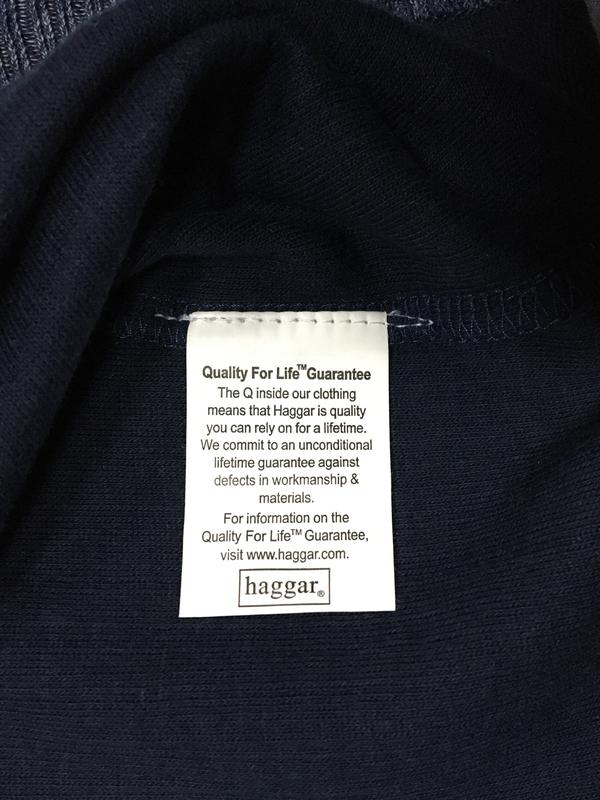 Quality For Life™ Guarantee
The Q inside our clothing
means that Haggar is quality
you can rely on for a lifetime.
We commit to an unconditional
lifetime guarantee against
defects in workmanship &
materials.
For information on the
Quality For Life™ Guarantee,
visit www.haggar.com.
haggar®